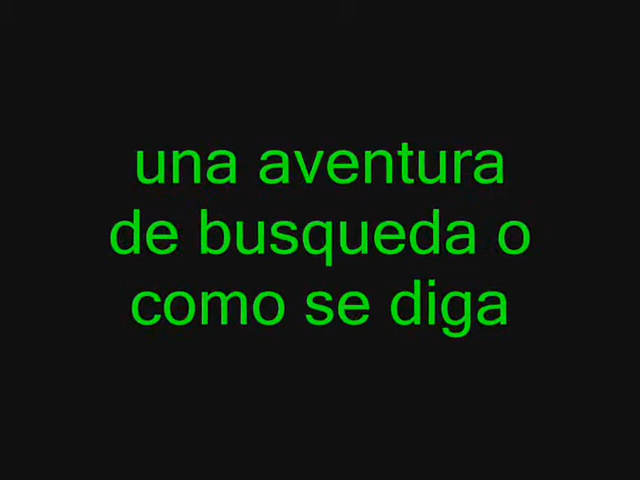 una aventura
de busqueda o
como se diga